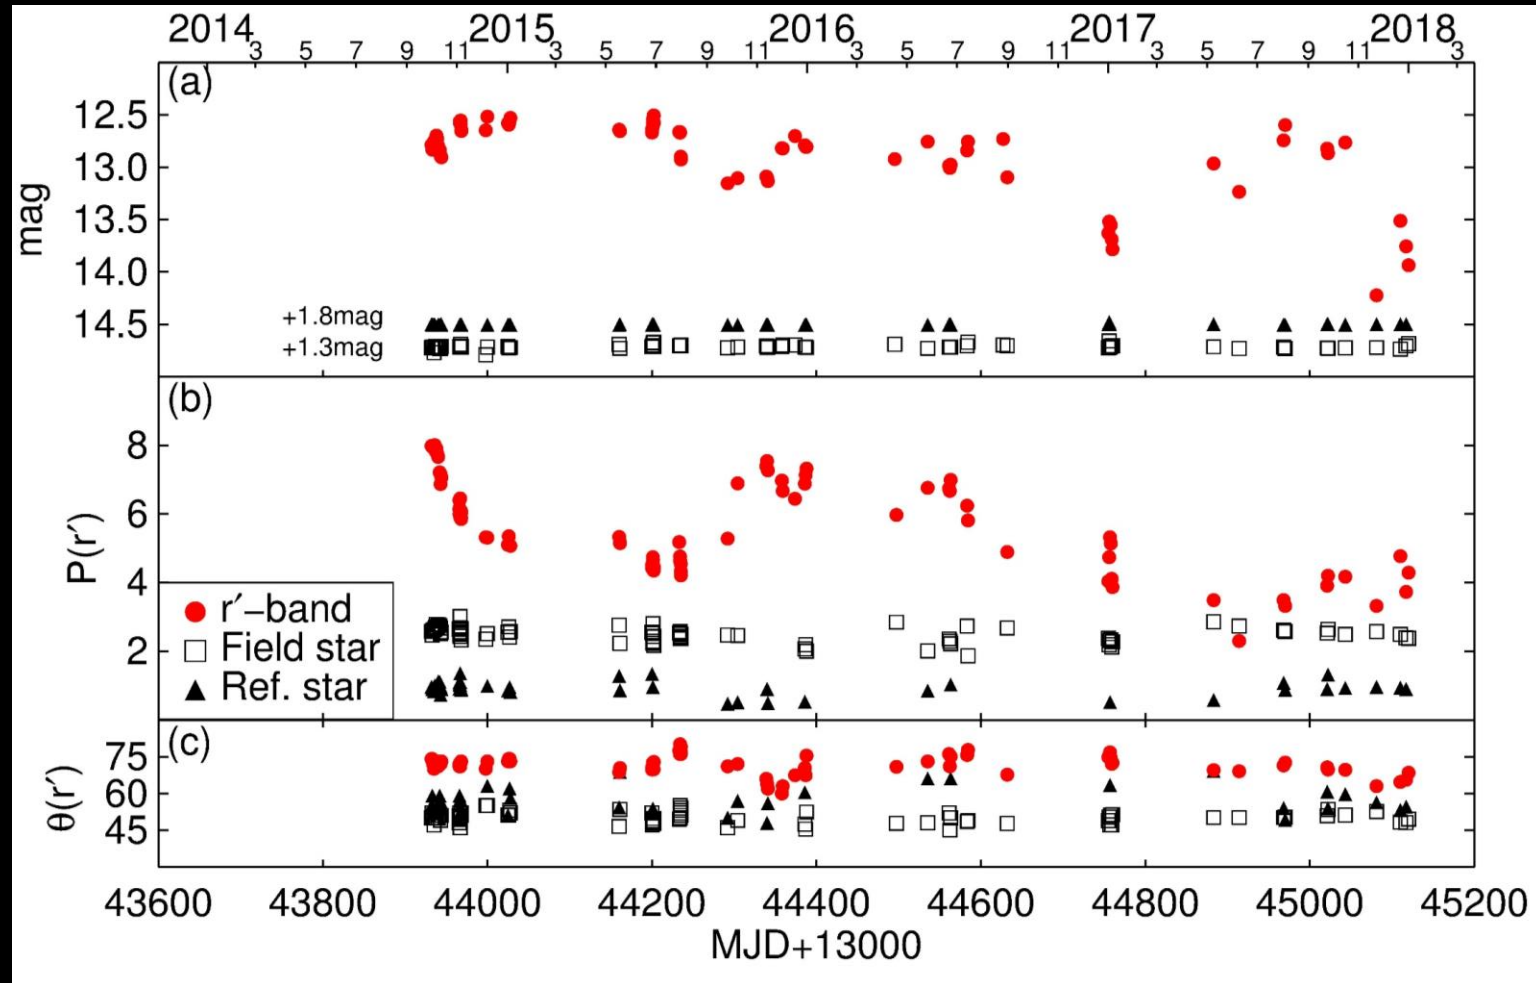 2014 2015 2016 2017 2018
3 5 7 9 11 3 5 7 9 11 3 5 7 9 11 3 5 7 9 11 3
(a)
12.5
13.0
mag
13.5
14.0
14.5
+1.8mag
+1.3mag
(b)
8
6
P(r′)
4
2
r′−band
Field star
Ref. star
(c)
75
θ(r′)
60
45
43600 43800 44000 44200 44400 44600 44800 45000 45200
MJD+13000